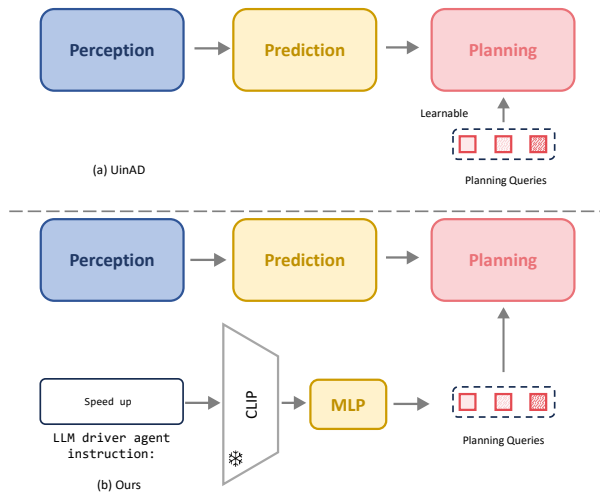 Perception
Prediction
Planning
Learnable
Planning Queries
(a) UinAD
Perception
Prediction
Planning
Speed up
CLIP
MLP
LLM driver agent
instruction:
Planning Queries
(b) Ours